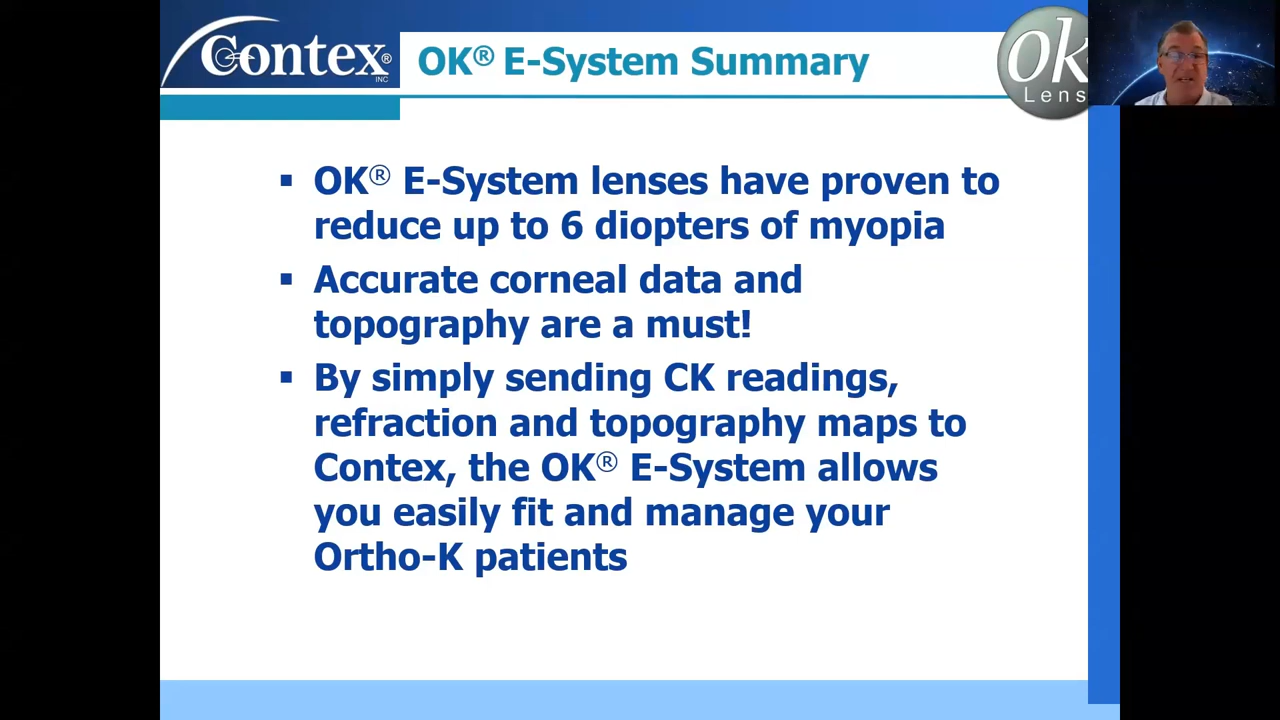 Contex®
INC
OK® E-System Summary
ok
Lens
▪ OK® E-System lenses have proven to
reduce up to 6 diopters of myopia
▪ Accurate corneal data and
topography are a must!
▪ By simply sending CK readings,
refraction and topography maps to
Contex, the OK® E-System allows
you easily fit and manage your
Ortho-K patients